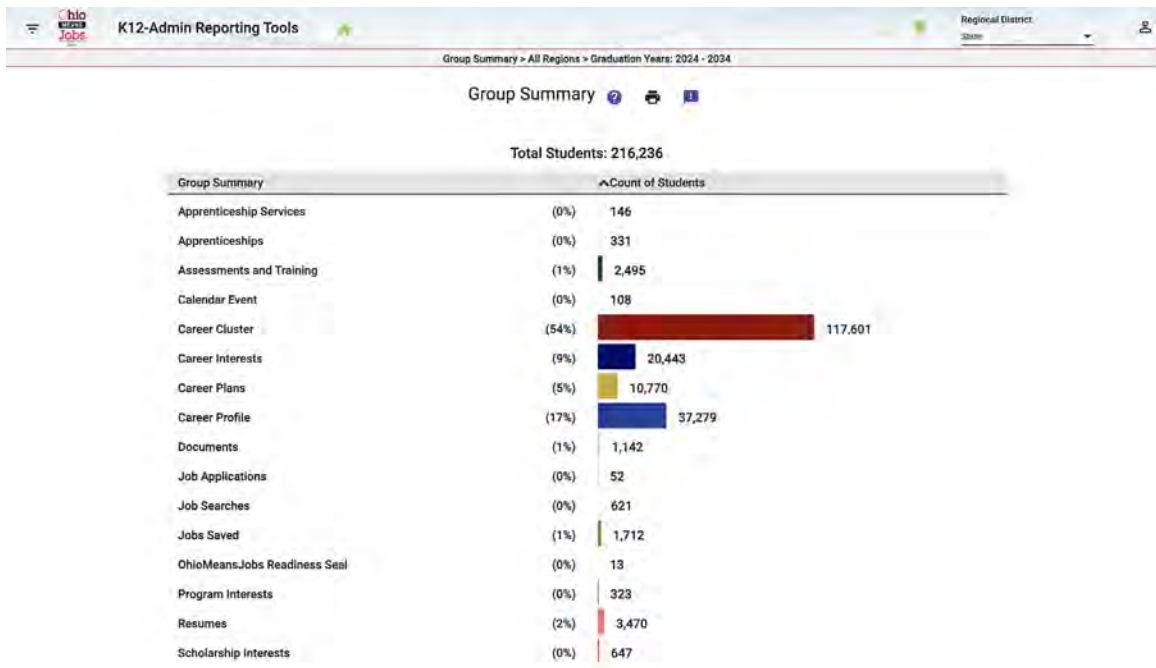 Ohio
MEANS
Jobs
K12-Admin Reporting Tools
Regional District
State
Group Summary > All Regions > Graduation Years: 2024 - 2034
Group Summary ?
Total Students: 216,236
Group Summary Count of Students
Apprenticeship Services (0%) 146
Apprenticeships (0%) 331
Assessments and Training (1%) 2,495
Calendar Event (0%) 108
Career Cluster (54%) 117,601
Career Interests (9%) 20,443
Career Plans (5%) 10,770
Career Profile (17%) 37,279
Documents (1%) 1,142
Job Applications (0%) 52
Job Searches (0%) 621
Jobs Saved (1%) 1,712
OhioMeansJobs Readiness Seal (0%) 13
Program Interests (0%) 323
Resumes (2%) 3,470
Scholarship Interests (0%) 647